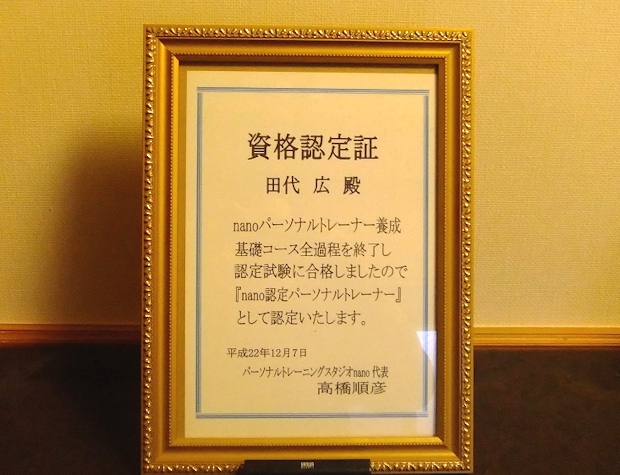 資格認定証
田代 広 殿
nanoパーソナルトレーナー養成
基礎コース全過程を終了し
認定試験に合格しましたので
『nano認定パーソナルトレーナー』
として認定いたします。
平成22年12月7日
パーソナルトレーニングスタジオnano 代表
高橋順彦